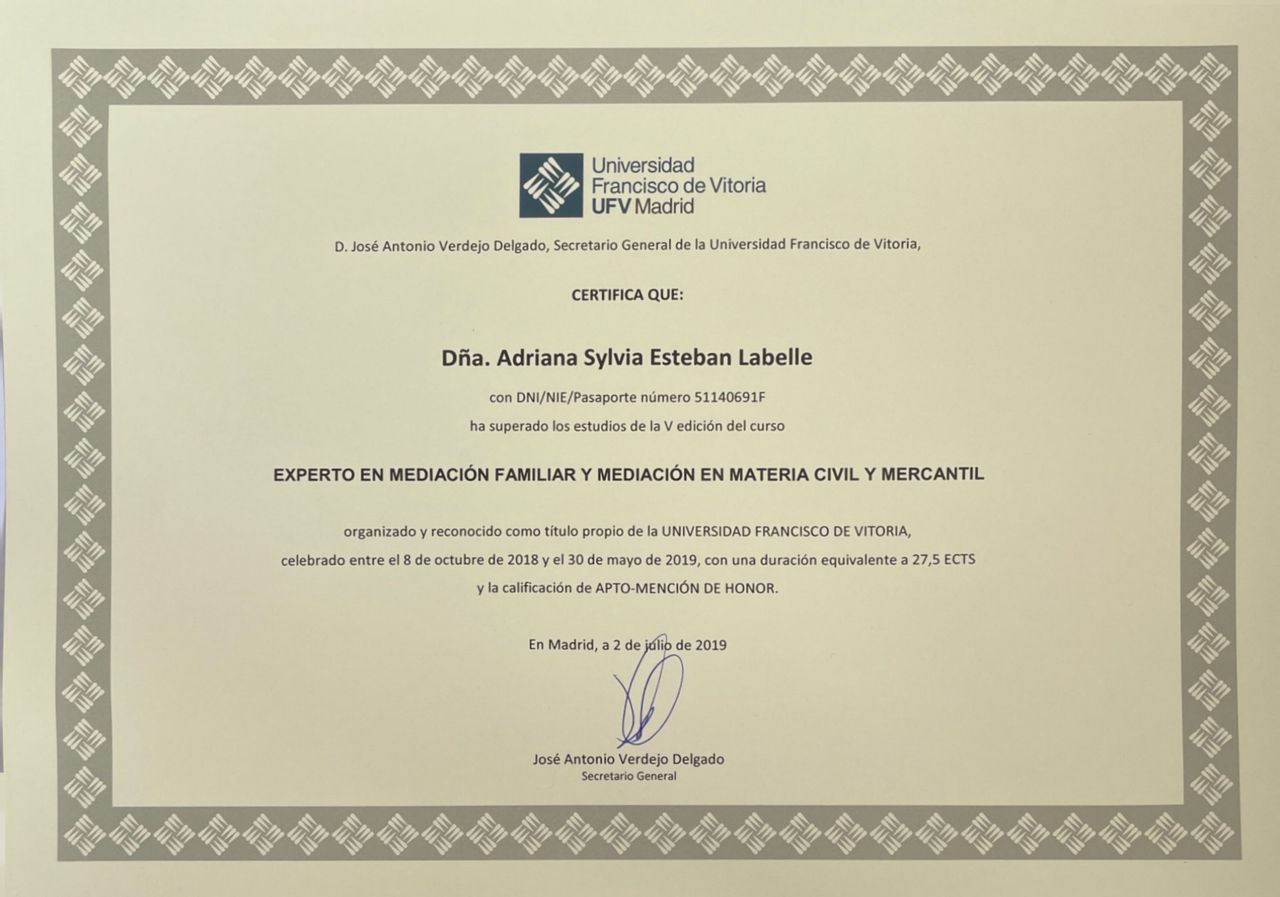 Universidad
Francisco de Vitoria
UFV Madrid
D. José Antonio Verdejo Delgado, Secretario General de la Universidad Francisco de Vitoria,
CERTIFICA QUE:
Dña. Adriana Sylvia Esteban Labelle
con DNI/NIE/Pasaporte número 51140691F
ha superado los estudios de la V edición del curso
EXPERTO EN MEDIACIÓN FAMILIAR Y MEDIACIÓN EN MATERIA CIVIL Y MERCANTIL
organizado y reconocido como título propio de la UNIVERSIDAD FRANCISCO DE VITORIA,
celebrado entre el 8 de octubre de 2018 y el 30 de mayo de 2019, con una duración equivalente a 27,5 ECTS
y la calificación de APTO-MENCIÓN DE HONOR.
En Madrid, a 2 de julio de 2019
José Antonio Verdejo Delgado
Secretario General